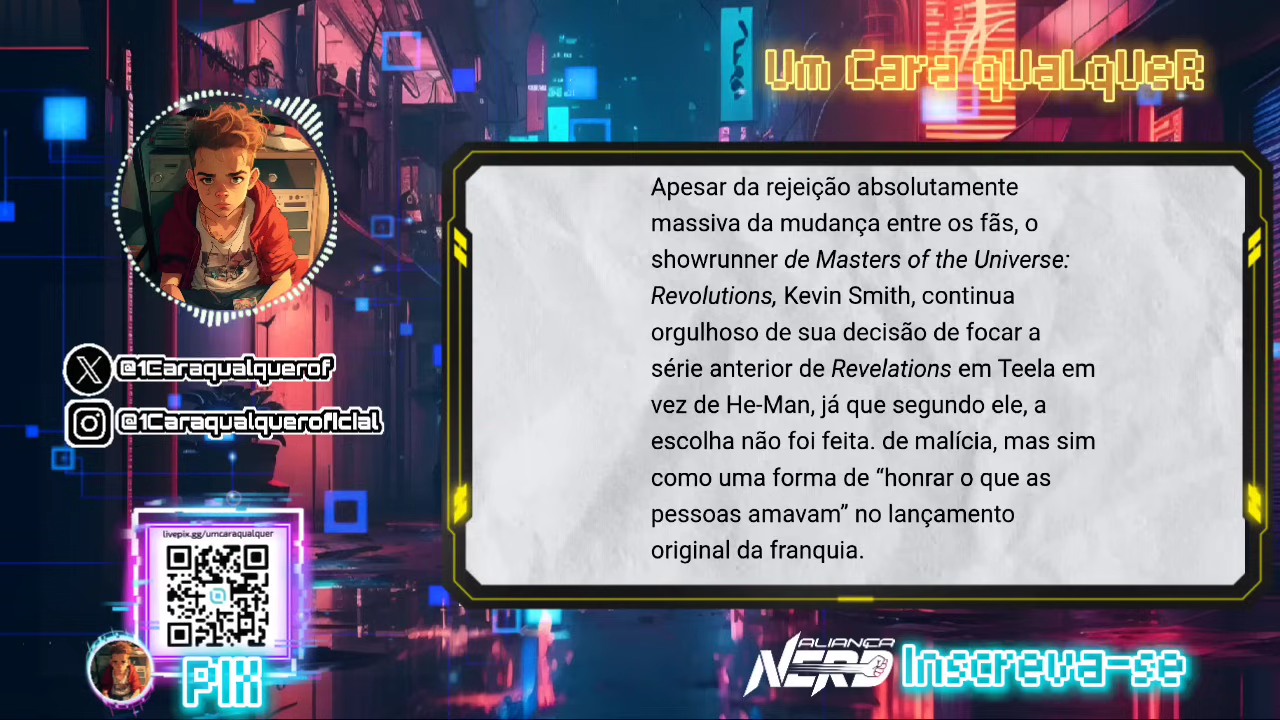 Um Cara qUaLqUeR
Apesar da rejeição absolutamente
massiva da mudança entre os fãs, o
showrunner de Masters of the Universe:
Revolutions, Kevin Smith, continua
orgulhoso de sua decisão de focar a
série anterior de Revelations em Teela em
vez de He-Man, já que segundo ele, a
escolha não foi feita. de malícia, mas sim
como uma forma de “honrar o que as
pessoas amavam” no lançamento
original da franquia.
@1Caraqualquerof
@1Caraqualqueroficial
livepix.gg/umcaraqualquer
PIX
ALIANÇA
NERD
Inscreva-se